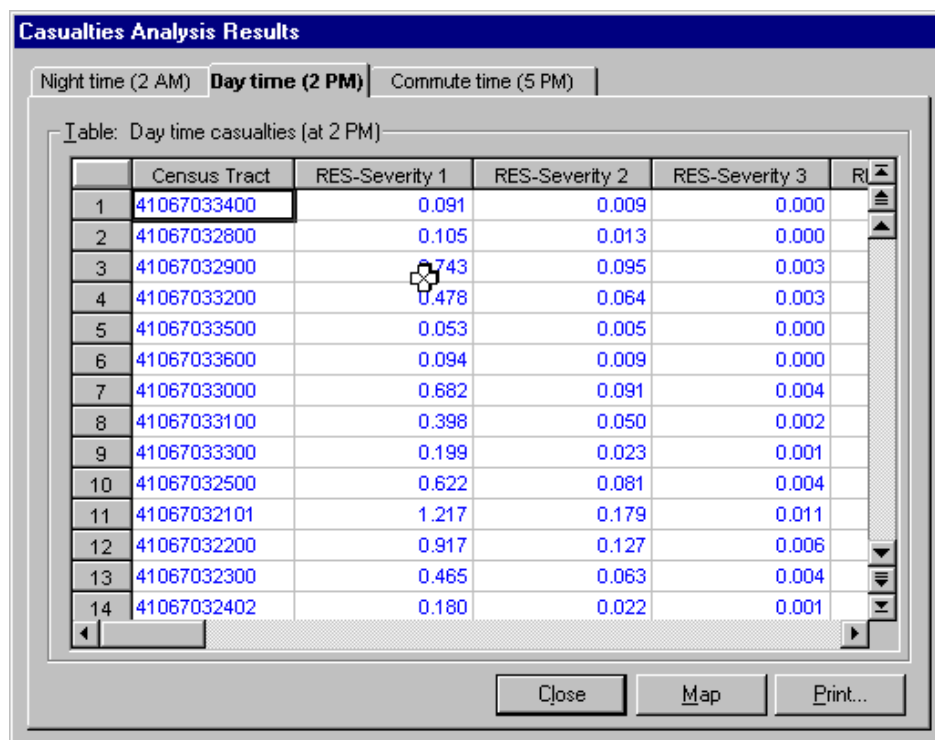 Casualties Analysis Results
Night time (2 AM) Day time (2 PM) Commute time (5 PM)
Table: Day time casualties (at 2 PM)
Census Tract RES-Severity 1 RES-Severity 2 RES-Severity 3
1 41067033400 0.091 0.009 0.000
2 41067032800 0.105 0.013 0.000
3 41067032900 .743 0.095 0.003
4 41067033200 0.478 0.064 0.003
5 41067033500 0.053 0.005 0.000
6 41067033600 0.094 0.009 0.000
7 41067033000 0.682 0.091 0.004
8 41067033100 0.398 0.050 0.002
9 41067033300 0.199 0.023 0.001
10 41067032500 0.622 0.081 0.004
11 41067032101 1.217 0.179 0.011
12 41067032200 0.917 0.127 0.006
13 41067032300 0.465 0.063 0.004
14 41067032402 0.180 0.022 0.001
Close Map Print...